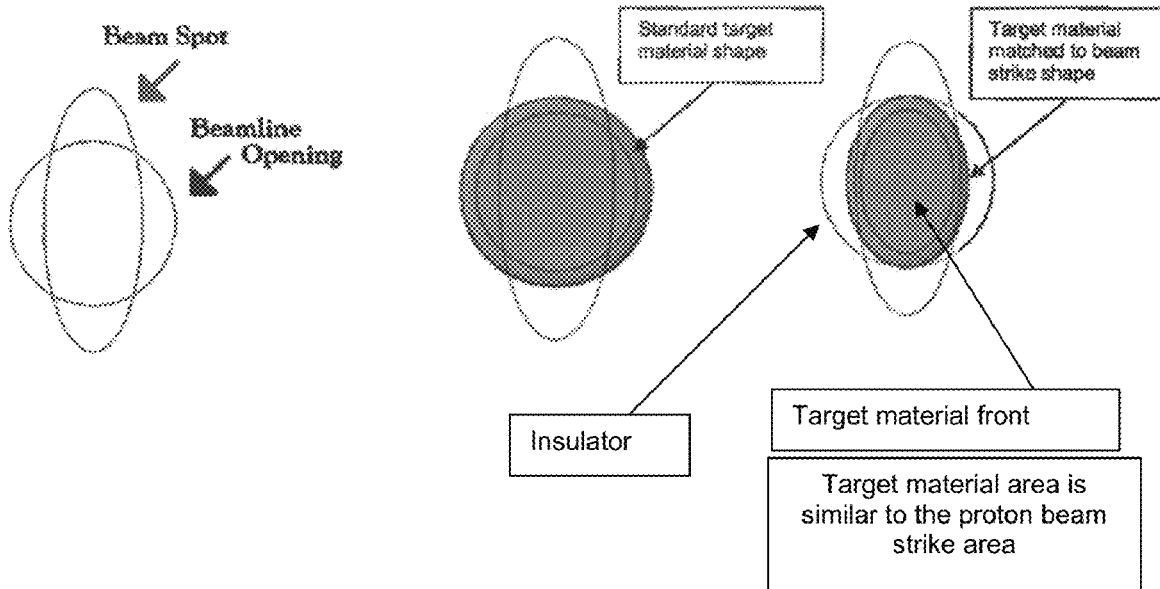 Beam Spot
Beamline
Opening
Standard target
material shape
Target material
matched to beam
strike shape
Insulator
Target material front
Target material area is
similar to the proton beam
strike area